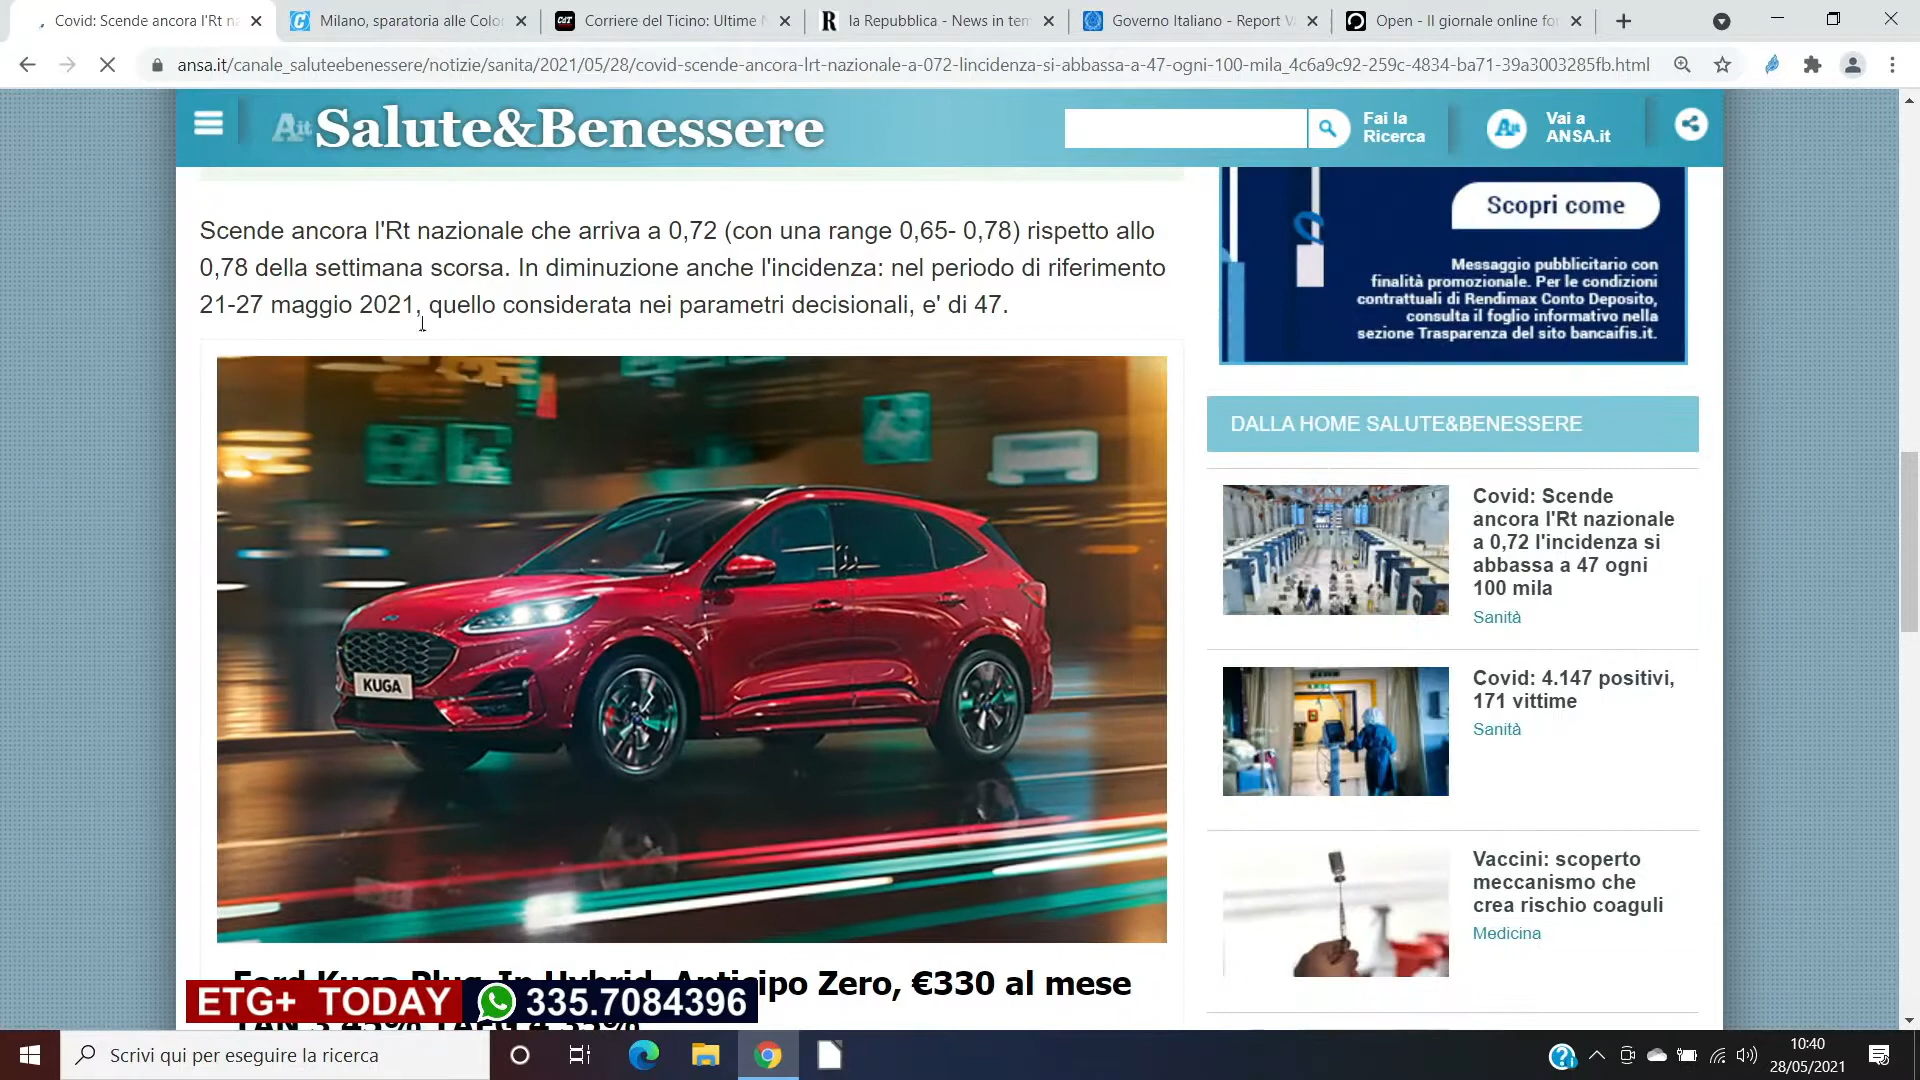 Covid: Scende ancora l'Rt na
Milano, sparatoria alle Colo
Corriere del Ticino: Ultime N
la Repubblica - News in tem
Governo Italiano - Report Va
Open - Il giornale online fo
ansa.it/canale_saluteebenessere/notizie/sanita/2021/05/28/covid-scende-ancora-lrt-nazionale-a-072-lincidenza-si-abbassa-a-47-ogni-100-mila_4c6a9c92-259c-4834-ba71-39a3003285fb.html
Ait Salute&Benessere
Fai la
Ricerca
Vai a
ANSA.it
Scende ancora l'Rt nazionale che arriva a 0,72 (con una range 0,65- 0,78) rispetto allo
0,78 della settimana scorsa. In diminuzione anche l'incidenza: nel periodo di riferimento
21-27 maggio 2021, quello considerata nei parametri decisionali, e' di 47.
Scopri come
Messaggio pubblicitario con
finalità promozionale. Per le condizioni
contrattuali di Rendimax Conto Deposito,
consulta il foglio informativo nella
sezione Trasparenza del sito bancaifis.it.
DALLA HOME SALUTE&BENESSERE
Covid: Scende
ancora l'Rt nazionale
a 0,72 l'incidenza si
abbassa a 47 ogni
100 mila
Sanità
Covid: 4.147 positivi,
171 vittime
Sanità
Vaccini: scoperto
meccanismo che
crea rischio coaguli
Medicina
KUGA
Ford Kuga Plug-In Hybrid. Anticipo Zero, €330 al mese
TAN 3,45% TAEG 4,35%
ETG+ TODAY 335.7084396
Scrivi qui per eseguire la ricerca
10:40
28/05/2021